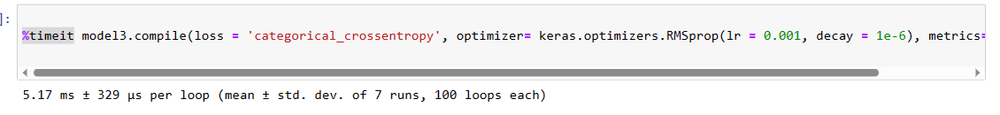 ]:
%timeit model3.compile(loss = 'categorical_crossentropy', optimizer= keras.optimizers.RMSprop(lr = 0.001, decay = 1e-6), metrics=
5.17 ms ± 329 µs per loop (mean ± std. dev. of 7 runs, 100 loops each)